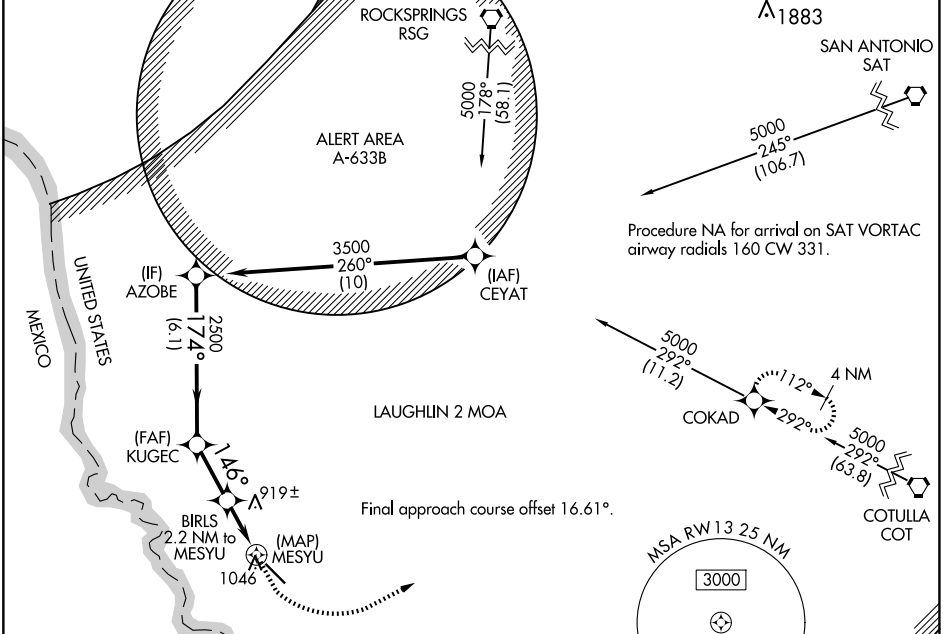 ROCKSPRINGS
RSG
1883
SAN ANTONIO
SAT
5000
178°
(58.1)
5000
245°
(106.7)
ALERT AREA
A-633B
Procedure NA for arrival on SAT VORTAC
airway radials 160 CW 331.
3500
260°
(10)
(IF)
AZOBE
(IAF)
CEYAT
UNITED STATES
MEXICO
2500
174°
(6.1)
5000
292°
(11.2)
112°
4 NM
292°
COKAD
LAUGHLIN 2 MOA
5000
292°
(63.8)
(FAF)
KUGEC
146°
919±
COTULLA
COT
Final approach course offset 16.61°.
BIRLS
2.2 NM to
MESYU
(MAP)
MESYU
1046
MSA RW13 25 NM
3000